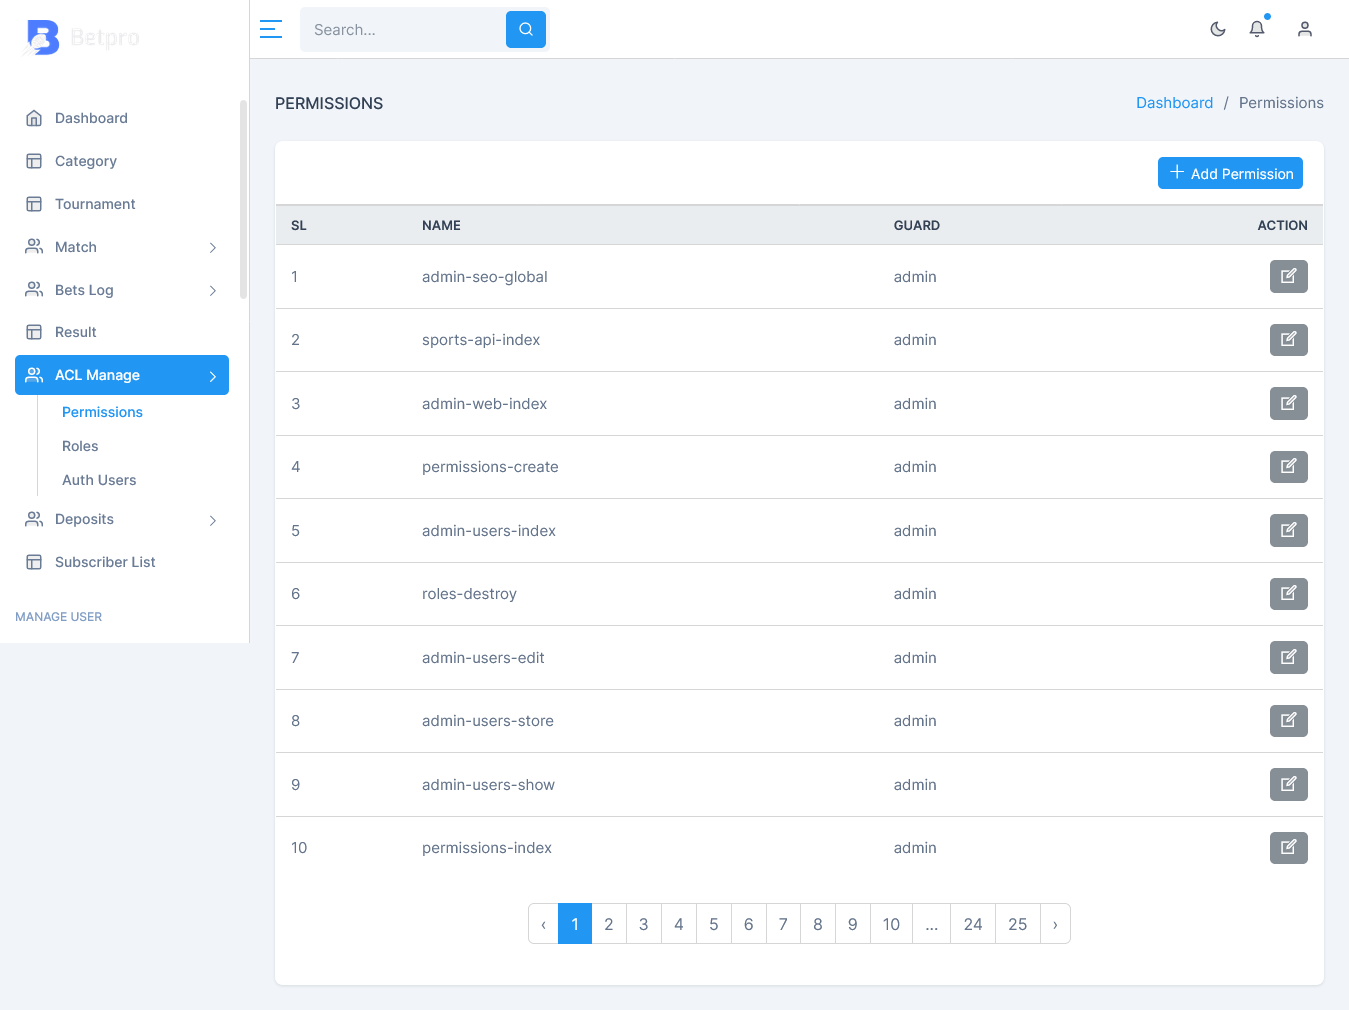 Betpro
Search...
Dashboard
Category
Tournament
Match
Bets Log
Result
ACL Manage
Permissions
Roles
Auth Users
Deposits
Subscriber List
MANAGE USER
PERMISSIONS
Dashboard / Permissions
Add Permission
SL NAME GUARD ACTION
1 admin-seo-global admin
2 sports-api-index admin
3 admin-web-index admin
4 permissions-create admin
5 admin-users-index admin
6 roles-destroy admin
7 admin-users-edit admin
8 admin-users-store admin
9 admin-users-show admin
10 permissions-index admin
‹ 1 2 3 4 5 6 7 8 9 10 ... 24 25 ›